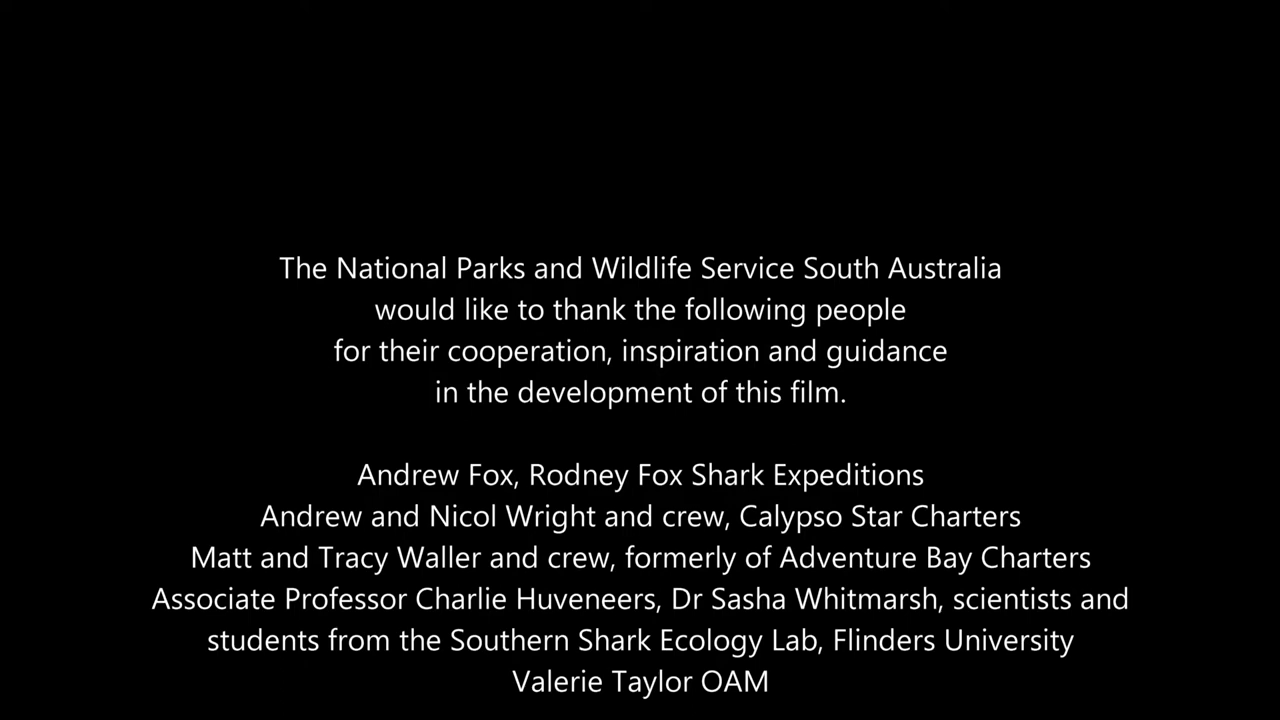 The National Parks and Wildlife Service South Australia
would like to thank the following people
for their cooperation, inspiration and guidance
in the development of this film.
Andrew Fox, Rodney Fox Shark Expeditions
Andrew and Nicol Wright and crew, Calypso Star Charters
Matt and Tracy Waller and crew, formerly of Adventure Bay Charters
Associate Professor Charlie Huveneers, Dr Sasha Whitmarsh, scientists and
students from the Southern Shark Ecology Lab, Flinders University
Valerie Taylor OAM